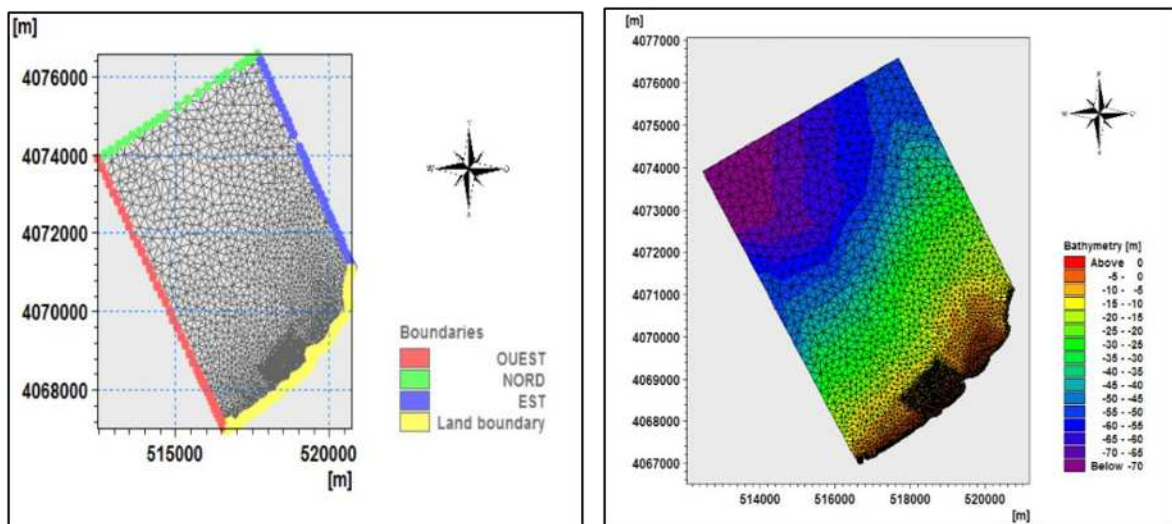 [m]
4076000
4074000
4072000
4070000
4068000
515000 520000
[m]
Boundaries
OUEST
NORD
EST
Land boundary
[m]
4077000
4076000
4075000
4074000
4073000
4072000
4071000
4070000
4069000
4068000
4067000
514000 516000 518000 520000
[m]
Bathymetry [m]
Above 0
-5 - 0
-10 - -5
-15 - -10
-20 - -15
-25 - -20
-30 - -25
-35 - -30
-40 - -35
-45 - -40
-50 - -45
-55 - -50
-60 - -55
-65 - -60
-70 - -65
Below -70